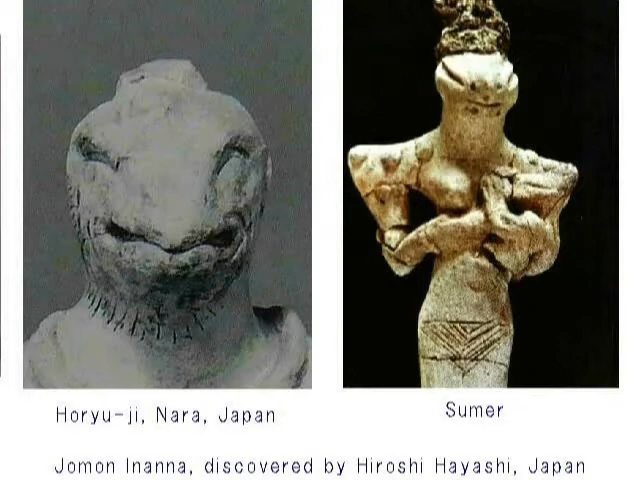 Horyu-ji, Nara, Japan
Sumer
Jomon Inanna, discovered by Hiroshi Hayashi, Japan